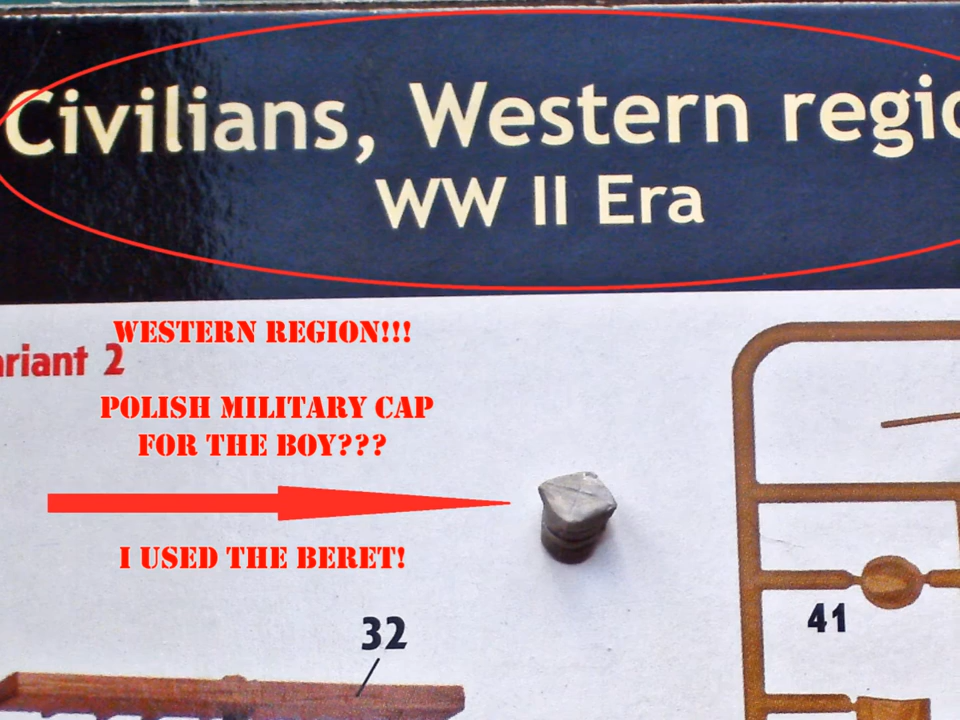 Civilians, Western regio
WW II Era
WESTERN REGION!!!
ariant 2
POLISH MILITARY CAP
FOR THE BOY???
I USED THE BERET!
32
41